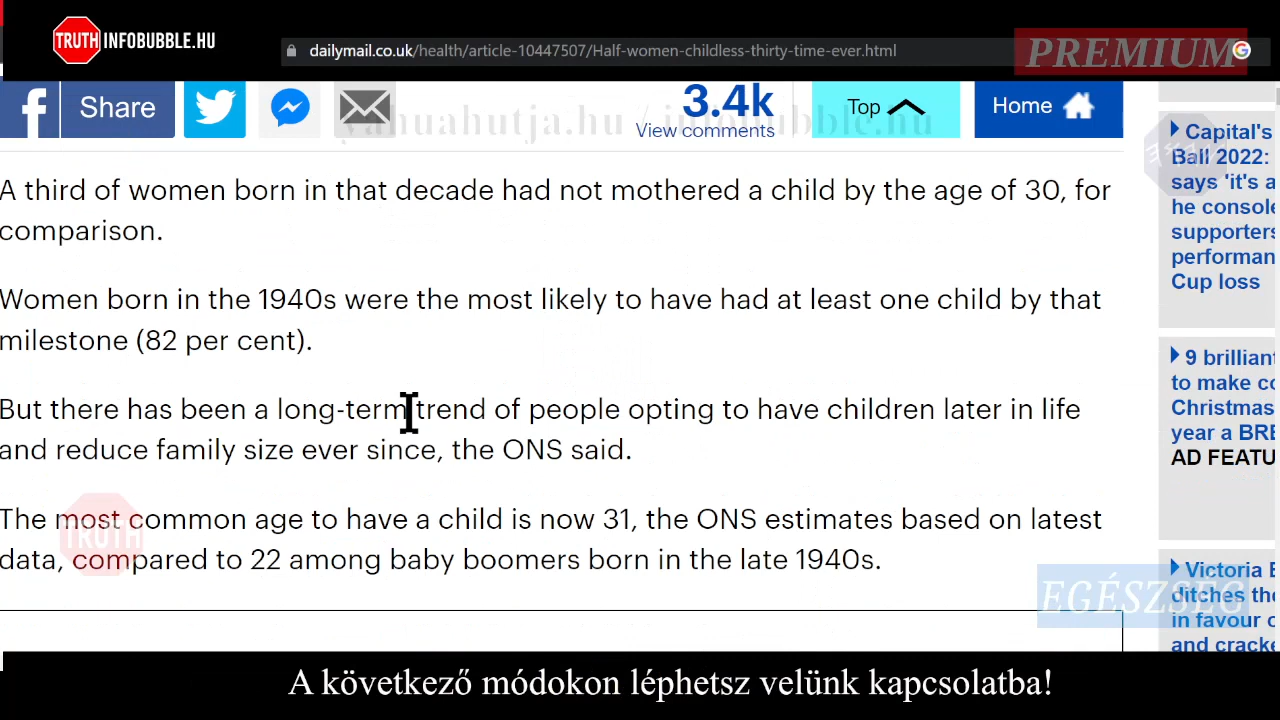 TRUTH INFOBUBBLE.HU
dailymail.co.uk/health/article-10447507/Half-women-childless-thirty-time-ever.html
PREMIUM
f Share
3.4k
View comments
Top
Home
yahuahutja.hu / infobubble.hu
A third of women born in that decade had not mothered a child by the age of 30, for
comparison.
Women born in the 1940s were the most likely to have had at least one child by that
milestone (82 per cent).
But there has been a long-term trend of people opting to have children later in life
and reduce family size ever since, the ONS said.
The most common age to have a child is now 31, the ONS estimates based on latest
data, compared to 22 among baby boomers born in the late 1940s.
TRUTH
Capital's
Ball 2022:
says 'it's a
he console
supporters
performan
Cup loss
9 brilliant
to make co
Christmas
year a BRE
AD FEATU
Victoria B
ditches the
in favour o
and cracke
EGÉSZSÉG
A következő módokon léphetsz velünk kapcsolatba!